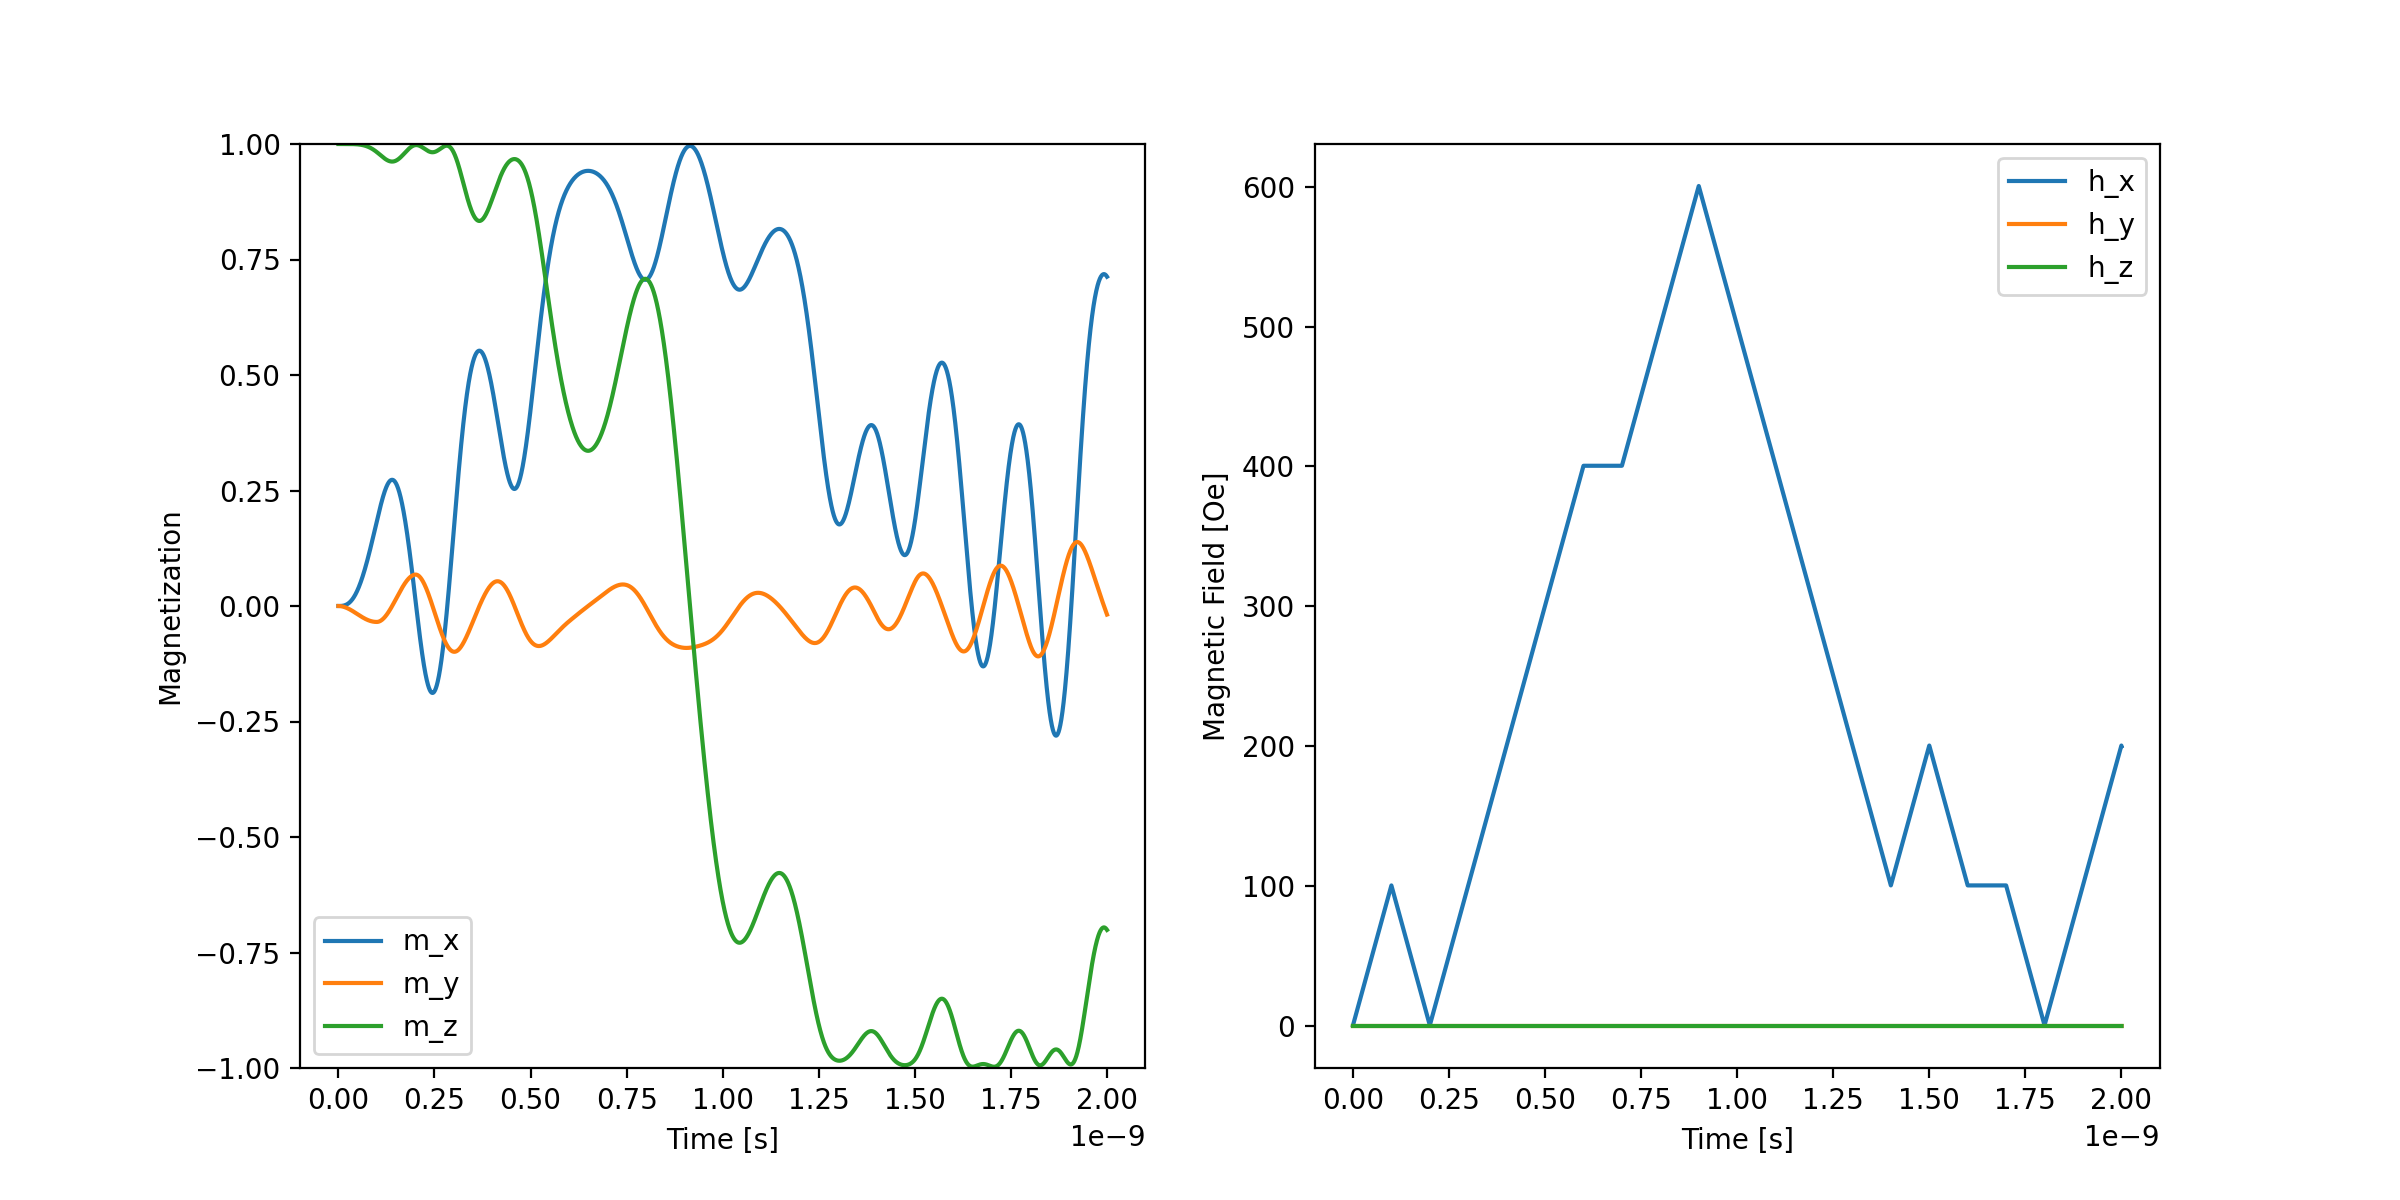 1.00
0.75
0.50
0.25
0.00
−0.25
−0.50
−0.75
−1.00
Magnetization
m_x
m_y
m_z
0.00 0.25 0.50 0.75 1.00 1.25 1.50 1.75 2.00
Time [s]
1e−9
600
500
400
300
200
100
0
Magnetic Field [Oe]
h_x
h_y
h_z
0.00 0.25 0.50 0.75 1.00 1.25 1.50 1.75 2.00
Time [s]
1e−9